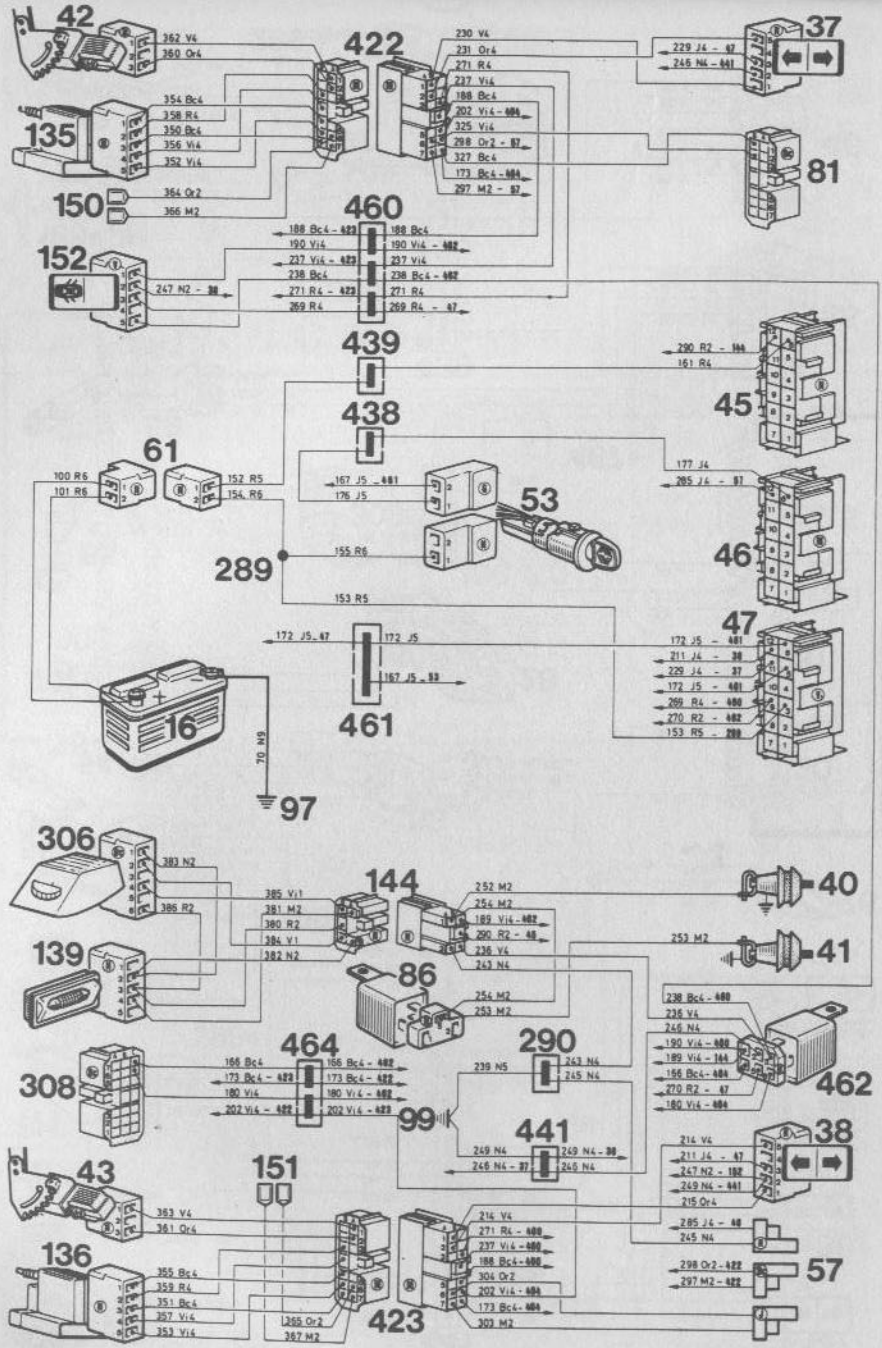 42
362 V4
360 Or4
422
230 V4
231 Or4
271 R4
237 Vi4
188 Bc4
202 Vi4 - 464
325 Vi4
298 Or2 - 57
327 Bc4
173 Bc4 - 464
297 M2 - 57
229 J4 - 47
246 N4 - 441
37
135
354 Bc4
358 R4
350 Bc4
356 Vi4
352 Vi4
81
150
364 Or2
366 M2
460
188 Bc4 - 423
188 Bc4
190 Vi4
190 Vi4 - 462
237 Vi4 - 423
237 Vi4
238 Bc4
238 Bc4 - 462
271 R4 - 423
271 R4
269 R4
269 R4 - 47
152
247 N2 - 38
439
290 R2 - 144
161 R4
45
438
61
100 R6
101 R6
152 R5
154 R6
167 J5 - 461
176 J5
53
177 J4
285 J4 - 57
46
289
155 R6
153 R5
47
172 J5 - 47
172 J5
167 J5 - 53
461
172 J5 - 461
211 J4 - 38
229 J4 - 37
172 J5 - 461
269 R4 - 460
270 R2 - 462
153 R5 - 289
16
70 N9
97
306
383 N2
386 R2
385 Vi1
381 M2
380 R2
384 V1
382 N2
144
252 M2
254 M2
189 Vi4 - 462
290 R2 - 45
236 V4
243 N4
40
253 M2
41
139
86
254 M2
253 M2
238 Bc4 - 460
236 V4
246 N4
190 Vi4 - 460
189 Vi4 - 144
166 Bc4 - 464
270 R2 - 47
180 Vi4 - 464
462
308
464
166 Bc4
166 Bc4 - 462
173 Bc4 - 423
173 Bc4 - 422
180 Vi4
180 Vi4 - 462
202 Vi4 - 422
202 Vi4 - 423
290
239 N5
243 N4
245 N4
99
441
249 N4
249 N4 - 38
246 N4 - 37
246 N4
38
214 V4
211 J4 - 47
247 N2 - 152
249 N4 - 441
215 Or4
43
363 V4
361 Or4
151
214 V4
271 R4 - 460
237 Vi4 - 460
188 Bc4 - 460
304 Or2
202 Vi4 - 464
173 Bc4 - 464
303 M2
423
285 J4 - 46
245 N4
298 Or2 - 422
297 M2 - 422
57
136
355 Bc4
359 R4
351 Bc4
357 Vi4
353 Vi4
365 Or2
367 M2